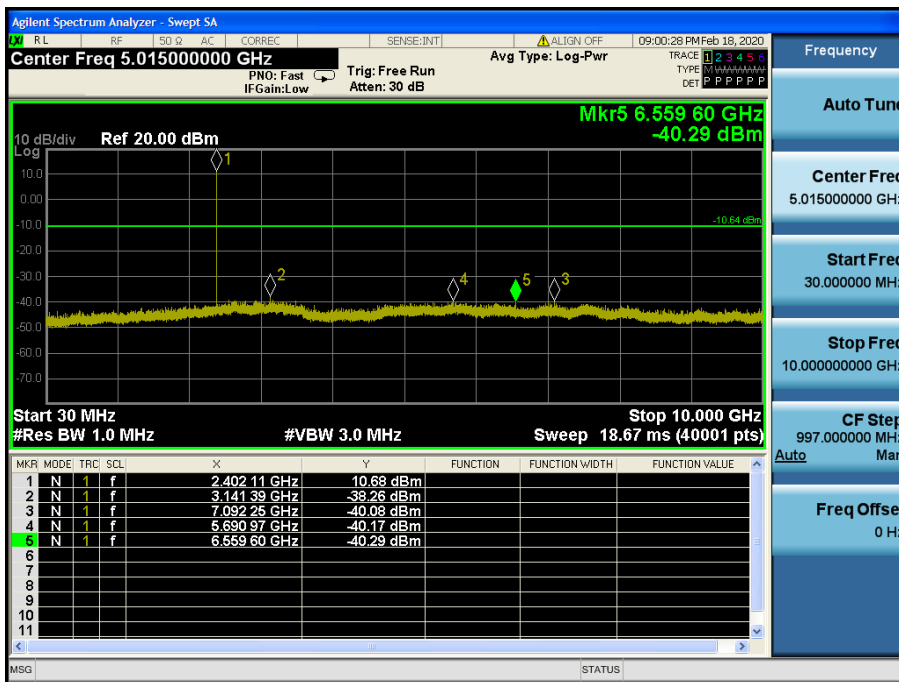 Agilent Spectrum Analyzer - Swept SA
LXI RL RF 50 Ω AC CORREC SENSE:INT ALIGN OFF 09:00:28 PM Feb 18, 2020
Center Freq 5.015000000 GHz
PNO: Fast
IFGain:Low
Trig: Free Run
Atten: 30 dB
Avg Type: Log-Pwr
TRACE 1 2 3 4 5 6
TYPE
DET P P P P P P
Mkr5 6.559 60 GHz
-40.29 dBm
10 dB/div Ref 20.00 dBm
Log
10.0
0.00
-10.0
-20.0
-30.0
-40.0
-50.0
-60.0
-70.0
-10.64 dBm
1
2
4
5
3
Start 30 MHz Stop 10.000 GHz
#Res BW 1.0 MHz #VBW 3.0 MHz Sweep 18.67 ms (40001 pts)
MKR MODE TRC SCL X Y FUNCTION FUNCTION WIDTH FUNCTION VALUE
1 N 1 f 2.402 11 GHz 10.68 dBm
2 N 1 f 3.141 39 GHz -38.26 dBm
3 N 1 f 7.092 25 GHz -40.08 dBm
4 N 1 f 5.690 97 GHz -40.17 dBm
5 N 1 f 6.559 60 GHz -40.29 dBm
6
7
8
9
10
11
MSG STATUS
Frequency
Auto Tune
Center Freq
5.015000000 GHz
Start Freq
30.000000 MHz
Stop Freq
10.000000000 GHz
CF Step
997.000000 MHz
Auto Man
Freq Offset
0 Hz